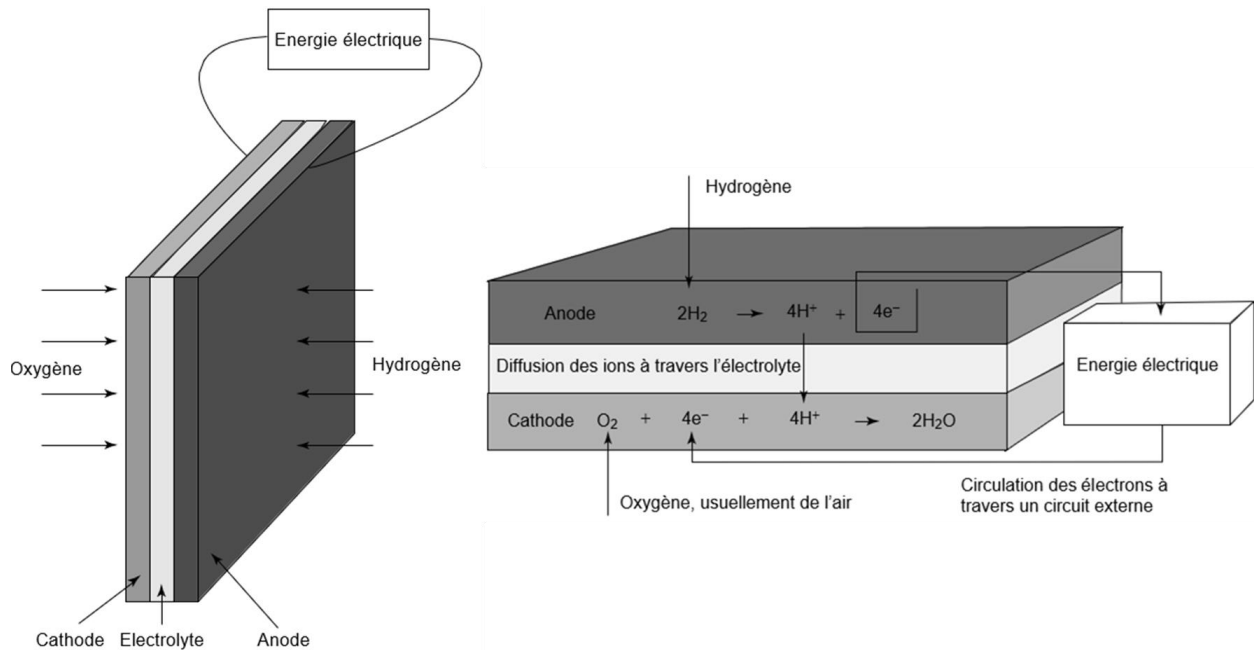 Energie électrique
Oxygène
Hydrogène
Cathode Electrolyte Anode
Hydrogène
Anode 2H₂ → 4H⁺ + 4e⁻
Diffusion des ions à travers l’électrolyte
Cathode O₂ + 4e⁻ + 4H⁺ → 2H₂O
Energie électrique
Oxygène, usuellement de l’air
Circulation des électrons à
travers un circuit externe